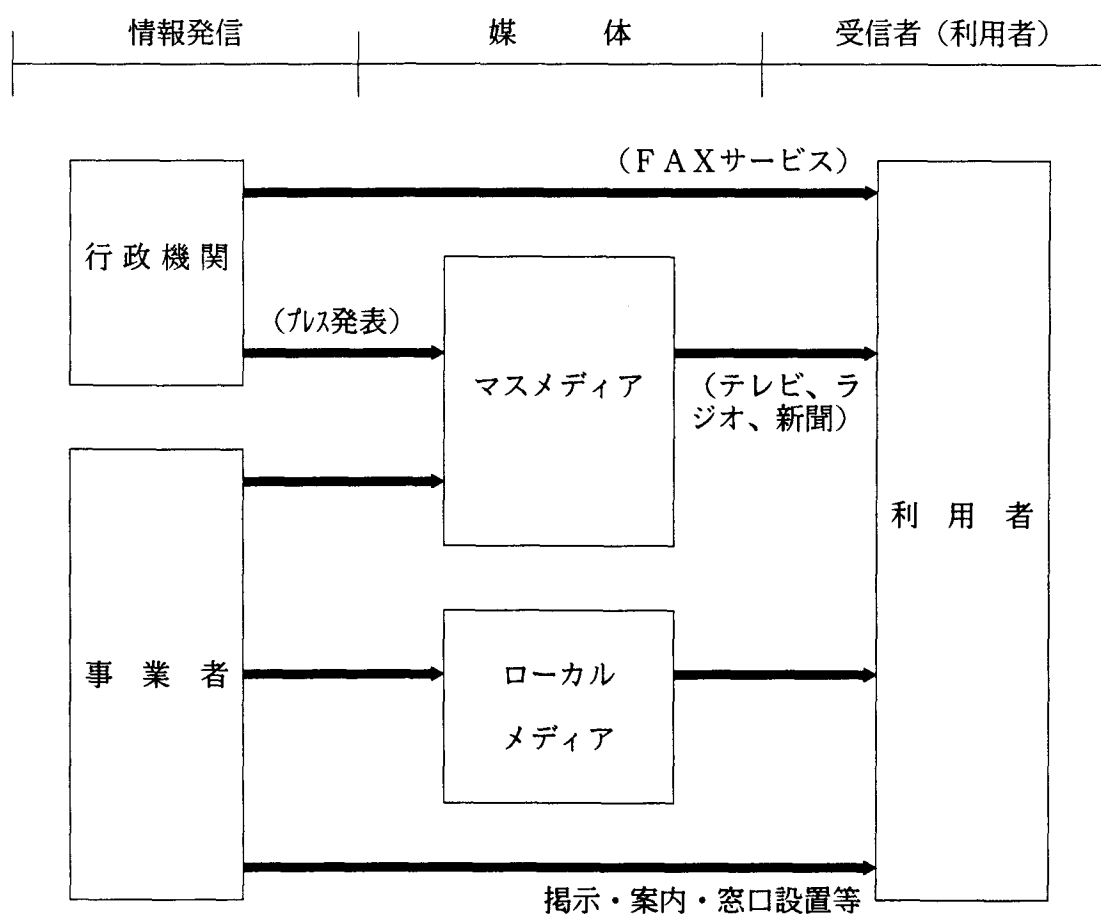 情報発信
媒　体
受信者（利用者）
（ＦＡＸサービス）
行政機関
（ﾌﾟﾚｽ発表）
マスメディア
（テレビ、ラ
ジオ、新聞）
利用者
事業者
ローカル
メディア
掲示・案内・窓口設置等